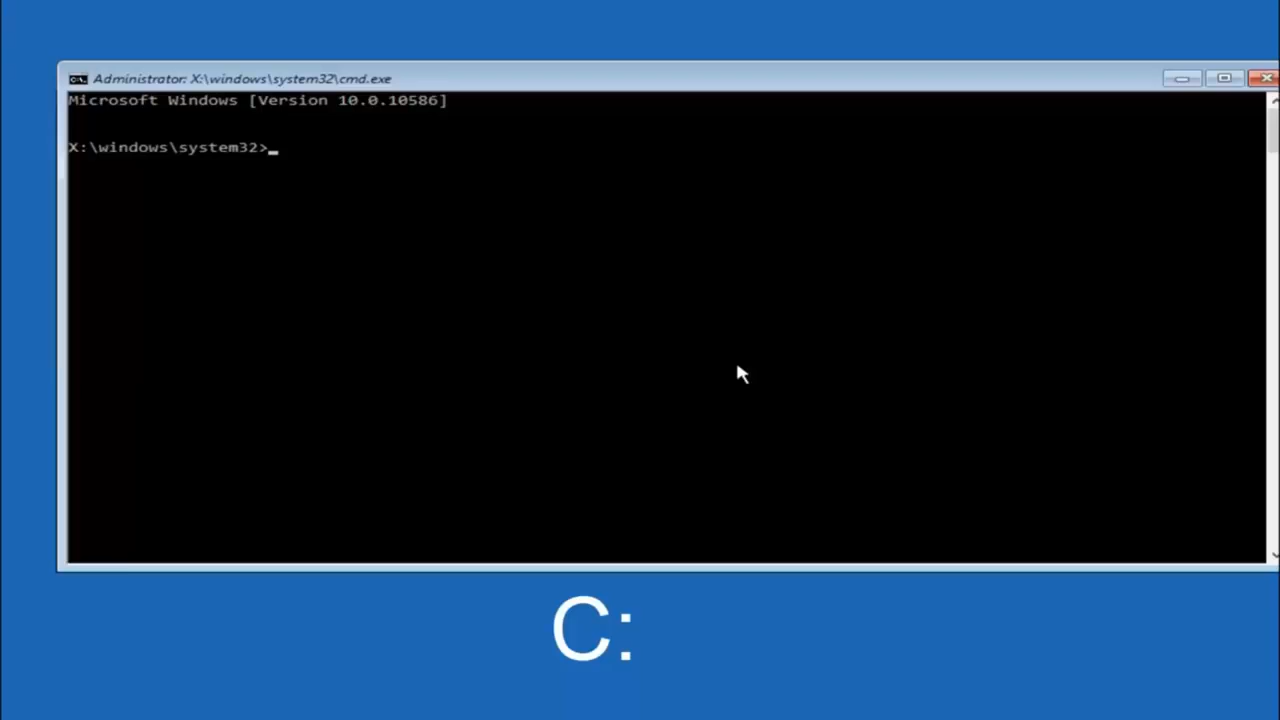 Administrator: X:\windows\system32\cmd.exe
Microsoft Windows [Version 10.0.10586]
X:\windows\system32>_
C: